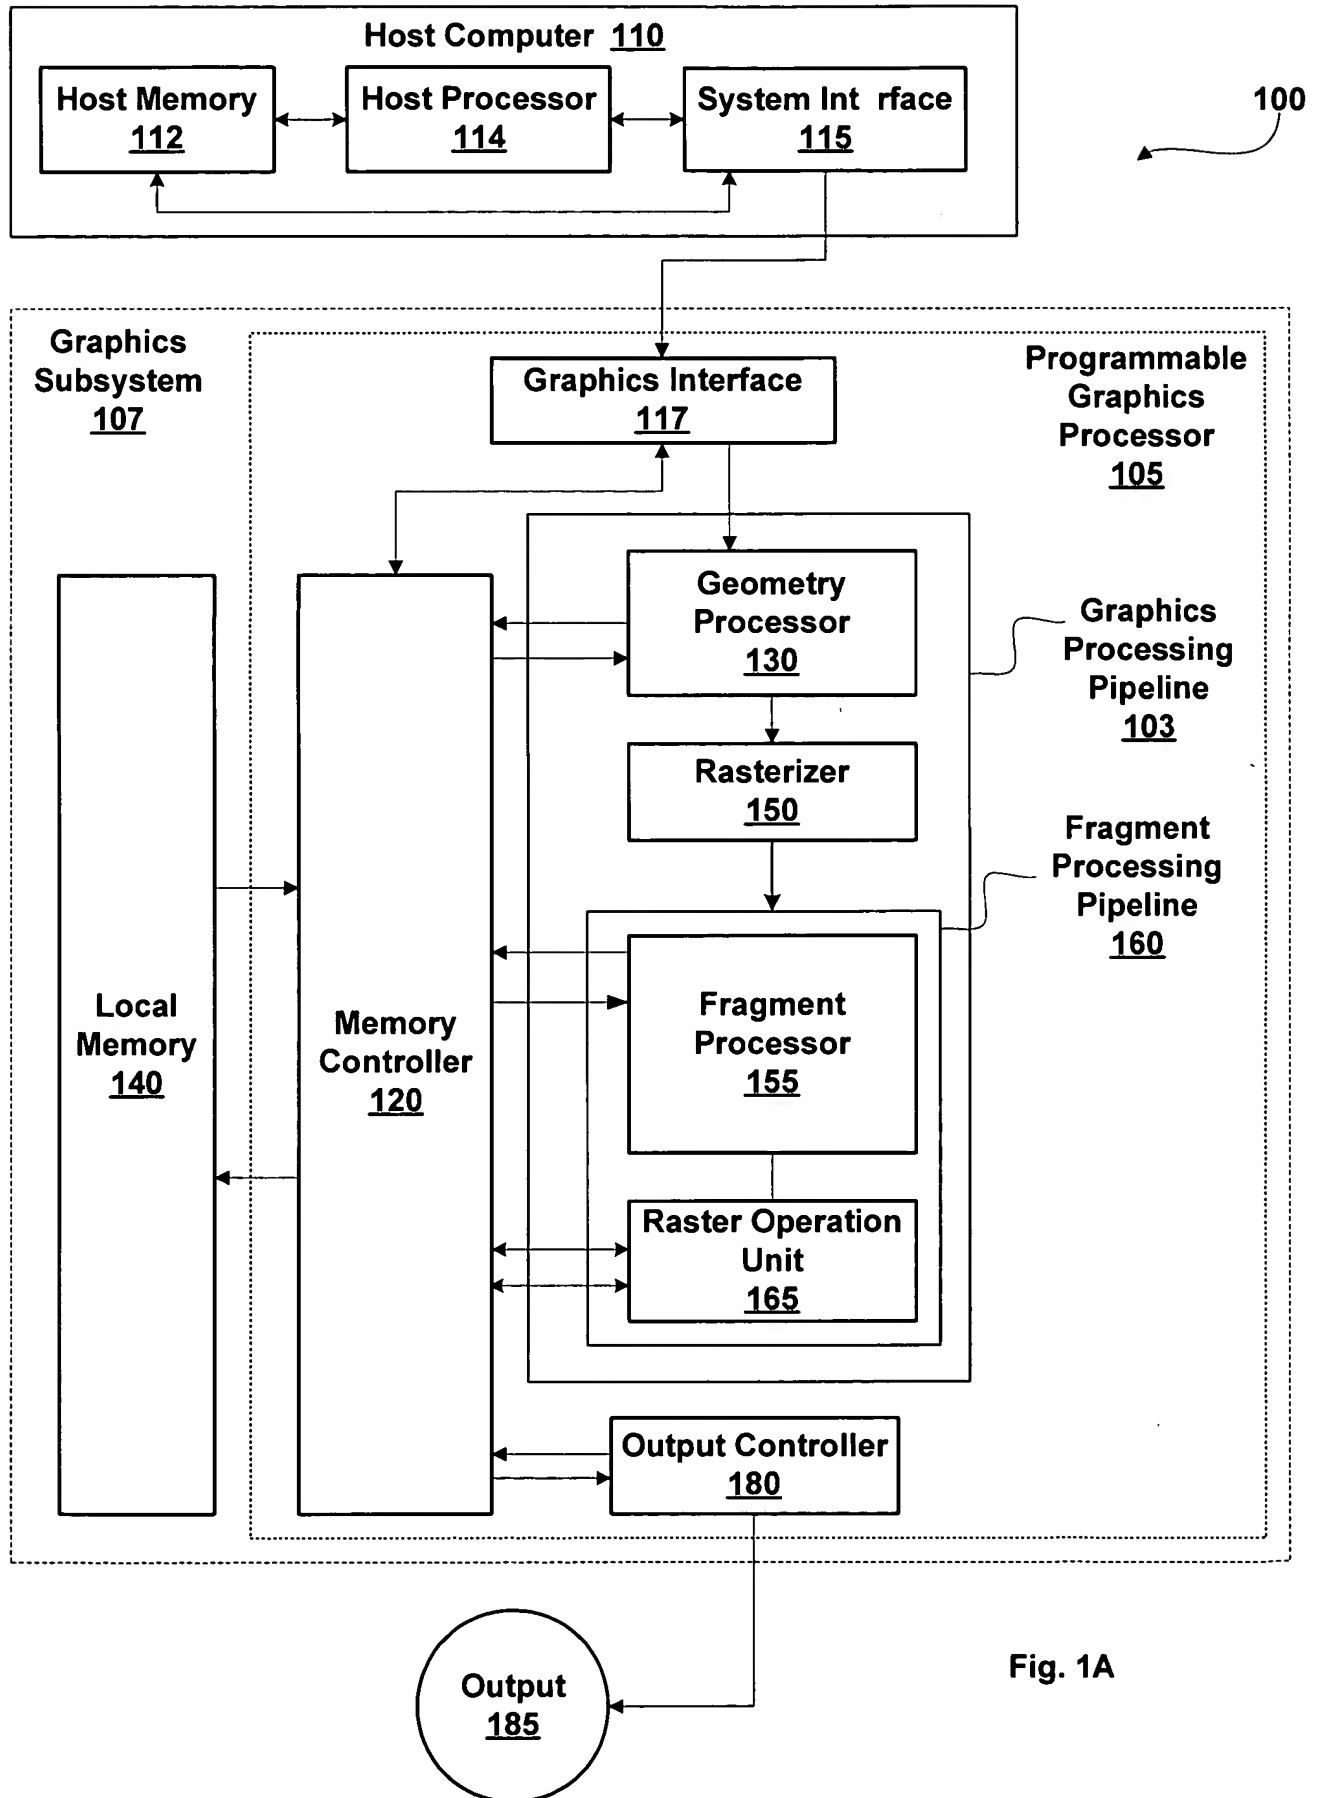 Host Computer 110
Host Memory
112
Host Processor
114
System Int rface
115
100
Graphics
Subsystem
107
Graphics Interface
117
Programmable
Graphics
Processor
105
Geometry
Processor
130
Graphics
Processing
Pipeline
103
Rasterizer
150
Fragment
Processing
Pipeline
160
Local
Memory
140
Memory
Controller
120
Fragment
Processor
155
Raster Operation
Unit
165
Output Controller
180
Output
185
Fig. 1A